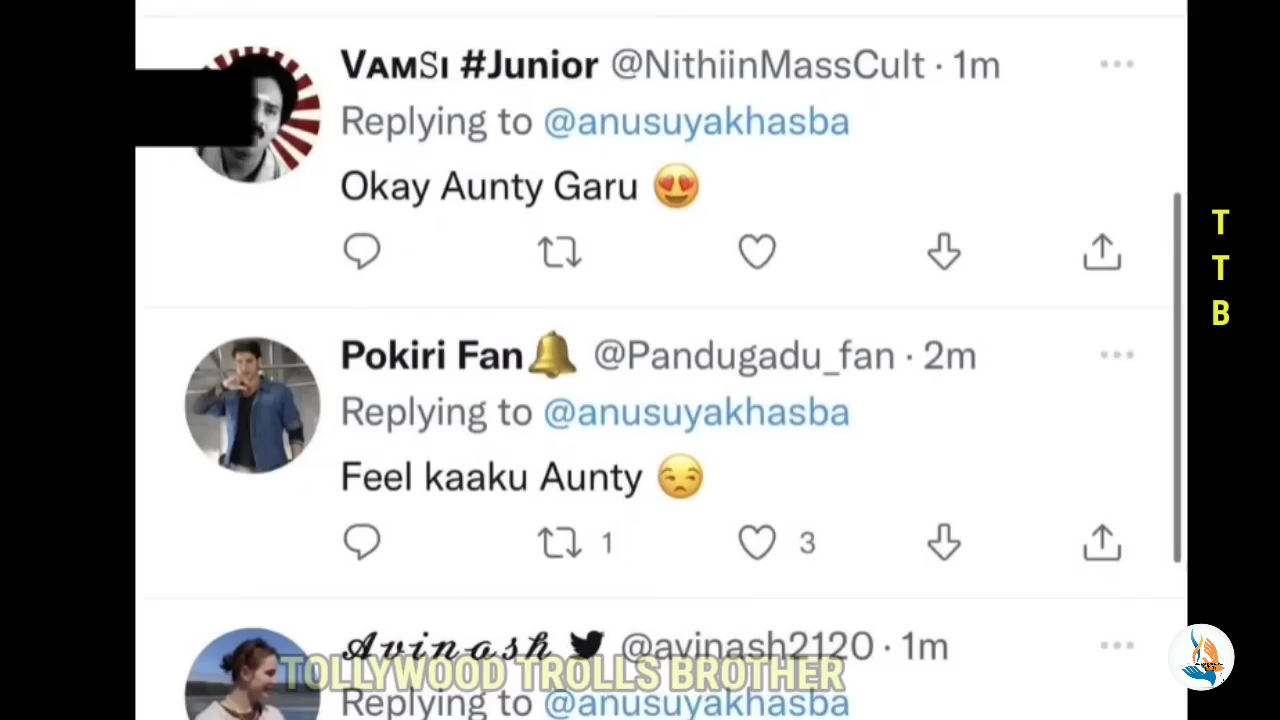 VAMSI #Junior @NithiinMassCult · 1m
Replying to @anusuyakhasba
Okay Aunty Garu 😍
Pokiri Fan🔔 @Pandugadu_fan · 2m
Replying to @anusuyakhasba
Feel kaaku Aunty 😒
1 3
Avinash @avinash2120 · 1m
TOLLYWOOD TROLLS BROTHER
Replying to @anusuyakhasba
T
T
B